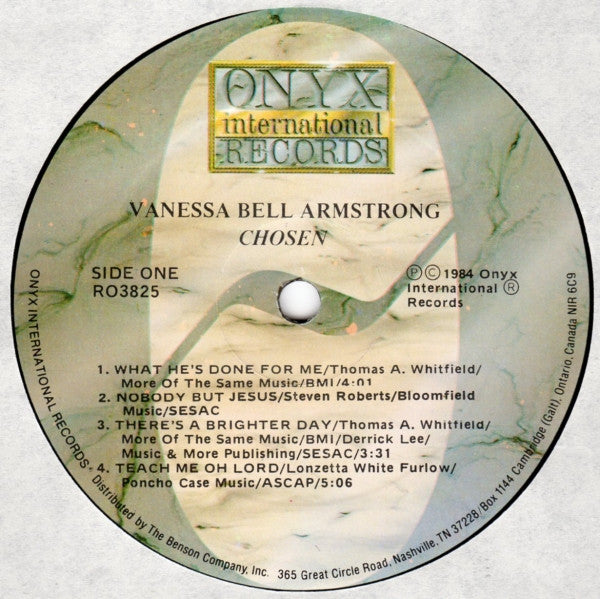 ONYX
international
RECORDS
VANESSA BELL ARMSTRONG
CHOSEN
SIDE ONE
RO3825
Ⓟ © 1984 Onyx
International ®
Records
1. WHAT HE'S DONE FOR ME/Thomas A. Whitfield/
More Of The Same Music/BMI/4:01
2. NOBODY BUT JESUS/Steven Roberts/Bloomfield
Music/SESAC
3. THERE'S A BRIGHTER DAY/Thomas A. Whitfield/
More Of The Same Music/BMI/Derrick Lee/
Music & More Publishing/SESAC/3:31
4. TEACH ME OH LORD/Lonzetta White Furlow/
Poncho Case Music/ASCAP/5:06
ONYX INTERNATIONAL RECORDS • Distributed by The Benson Company, Inc. 365 Great Circle Road, Nashville, TN 37228/Box 1144 Cambridge (Galt), Ontario, Canada NIR 6C9